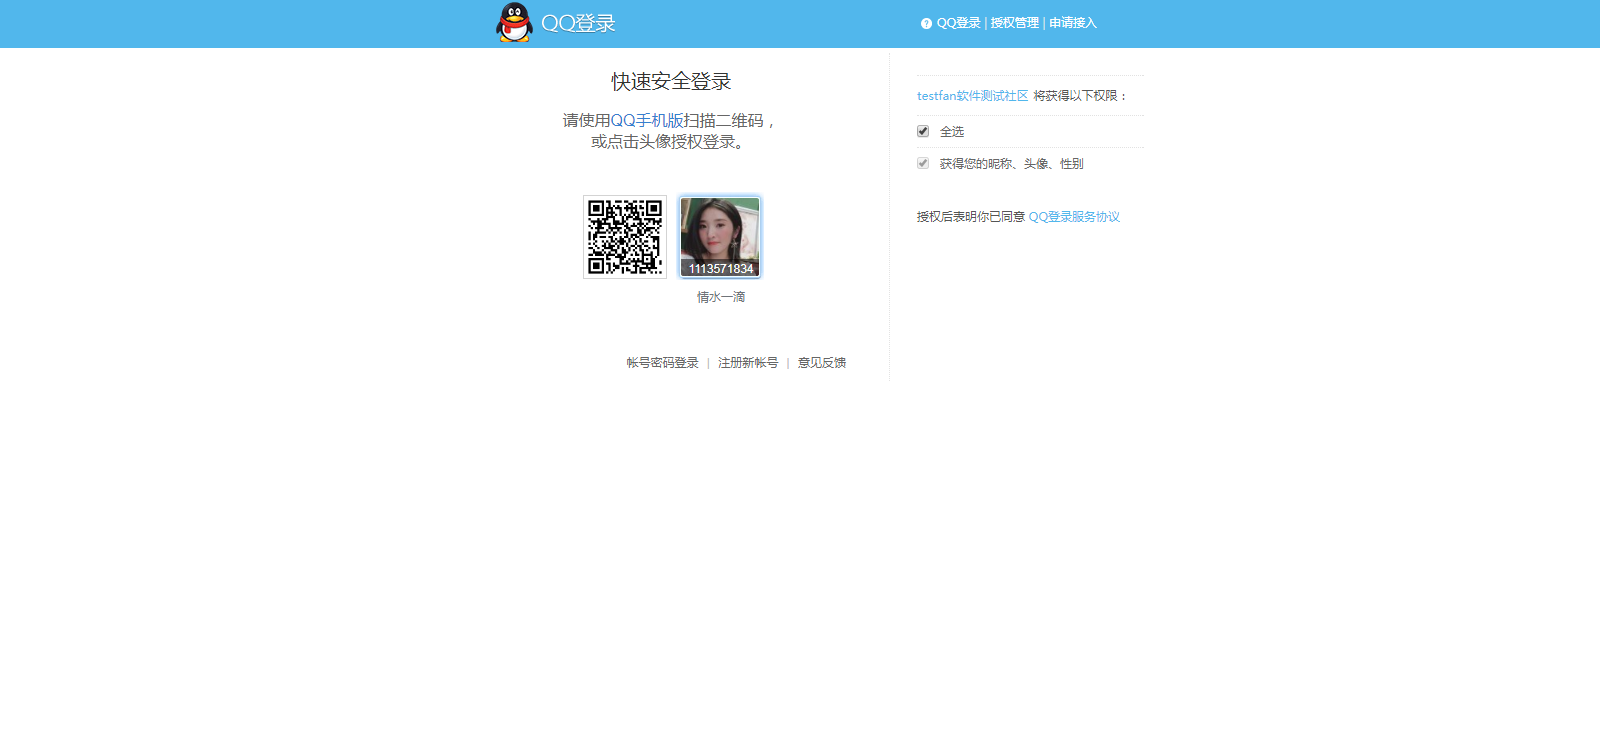 QQ登录
QQ登录 | 授权管理 | 申请接入
快速安全登录
请使用QQ手机版扫描二维码，
或点击头像授权登录。
1113571834
情水一滴
帐号密码登录 | 注册新帐号 | 意见反馈
testfan软件测试社区 将获得以下权限：
全选
获得您的昵称、头像、性别
授权后表明你已同意 QQ登录服务协议